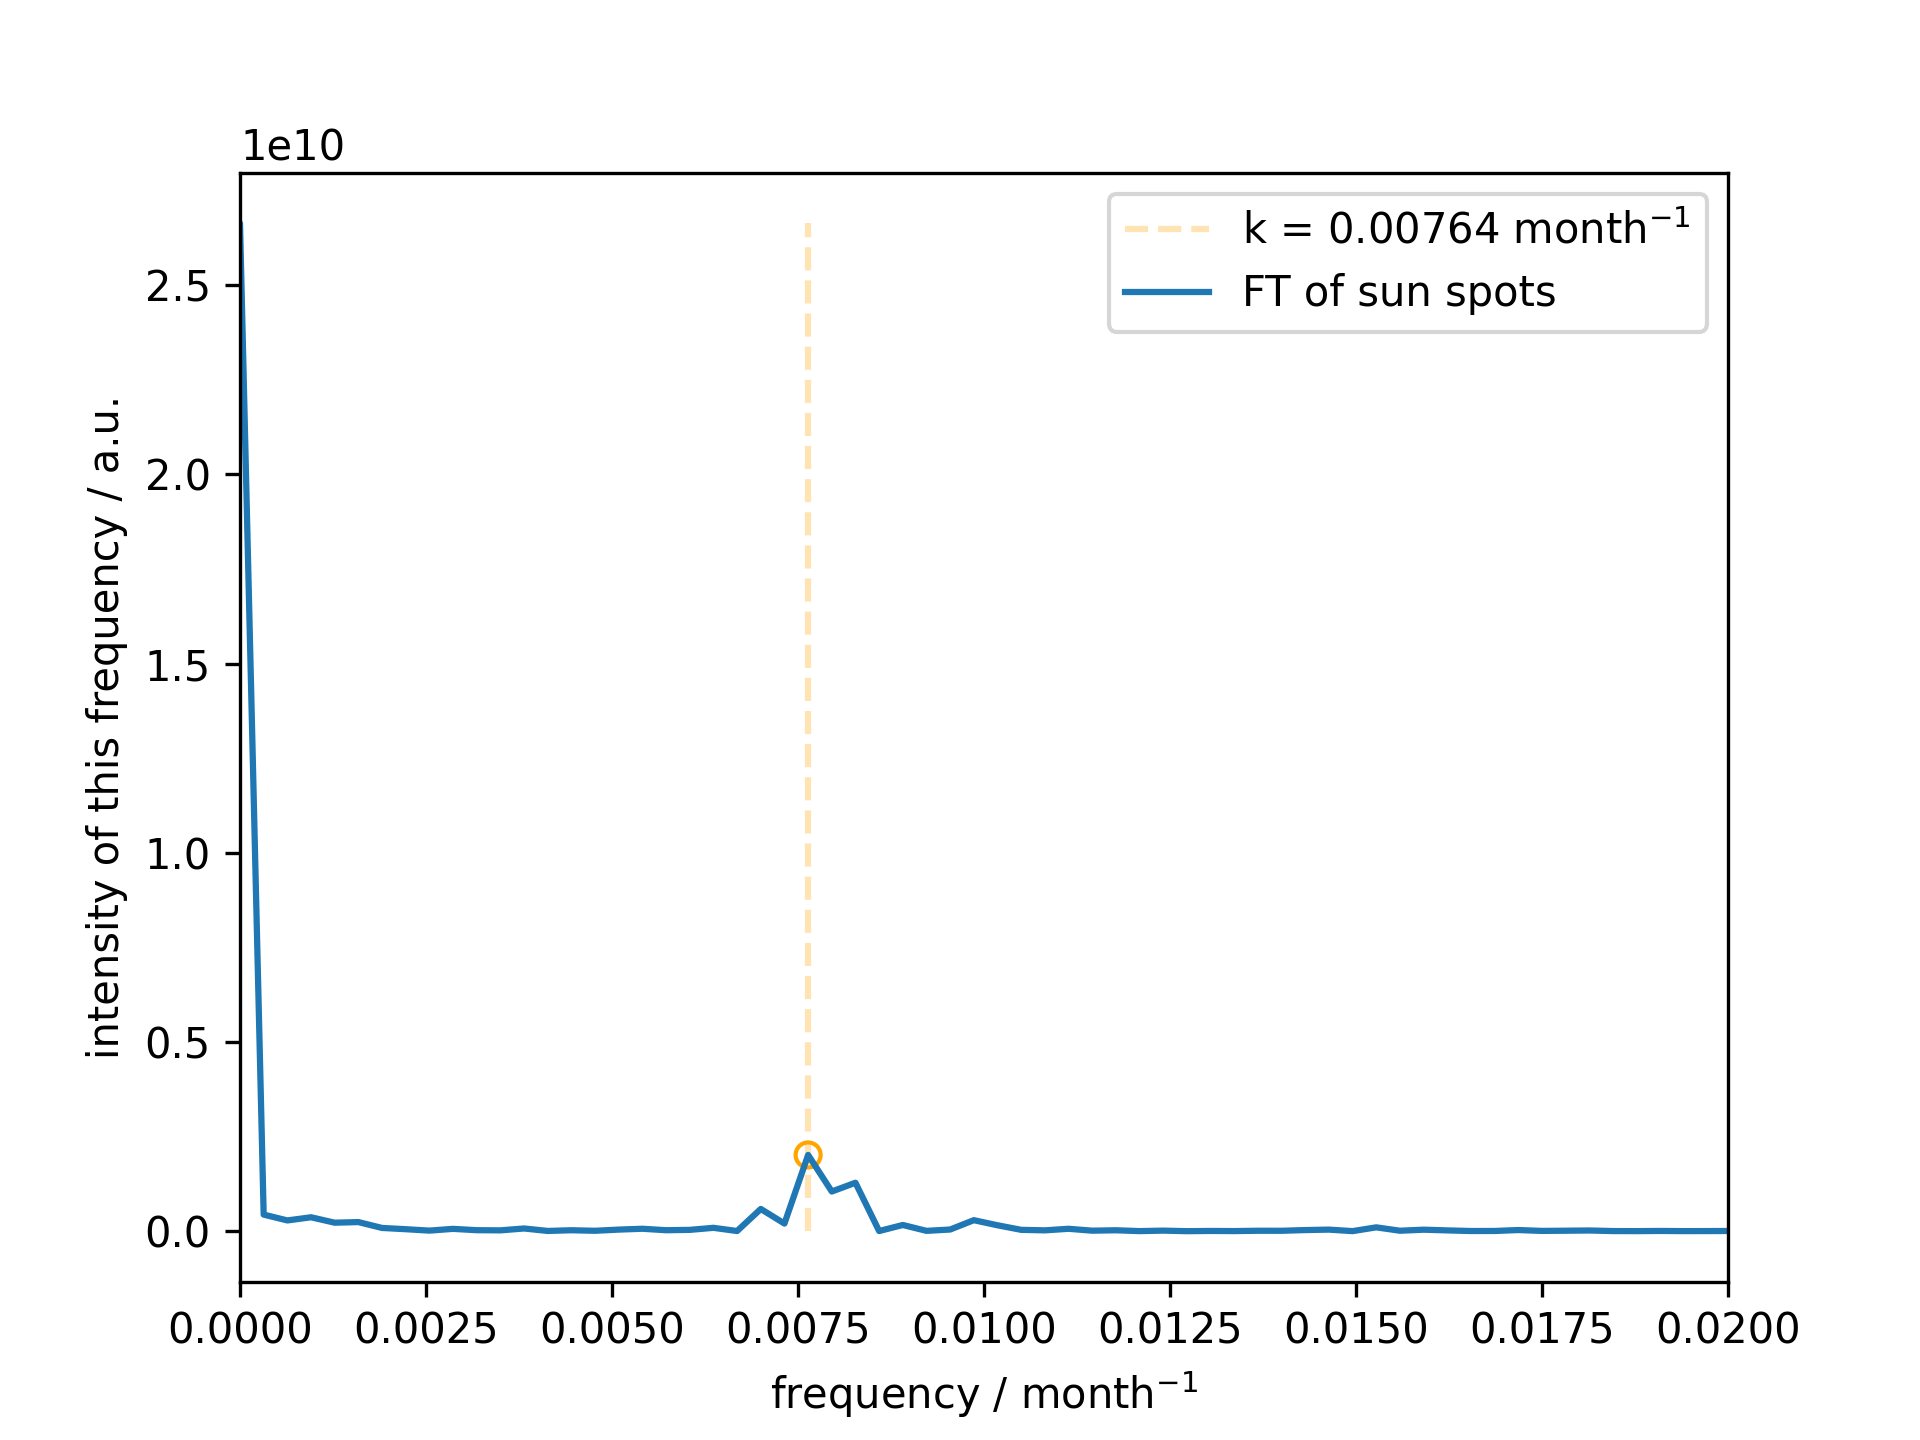 1e10
k = 0.00764 month⁻¹
FT of sun spots
2.5
2.0
1.5
1.0
0.5
0.0
intensity of this frequency / a.u.
0.0000 0.0025 0.0050 0.0075 0.0100 0.0125 0.0150 0.0175 0.0200
frequency / month⁻¹